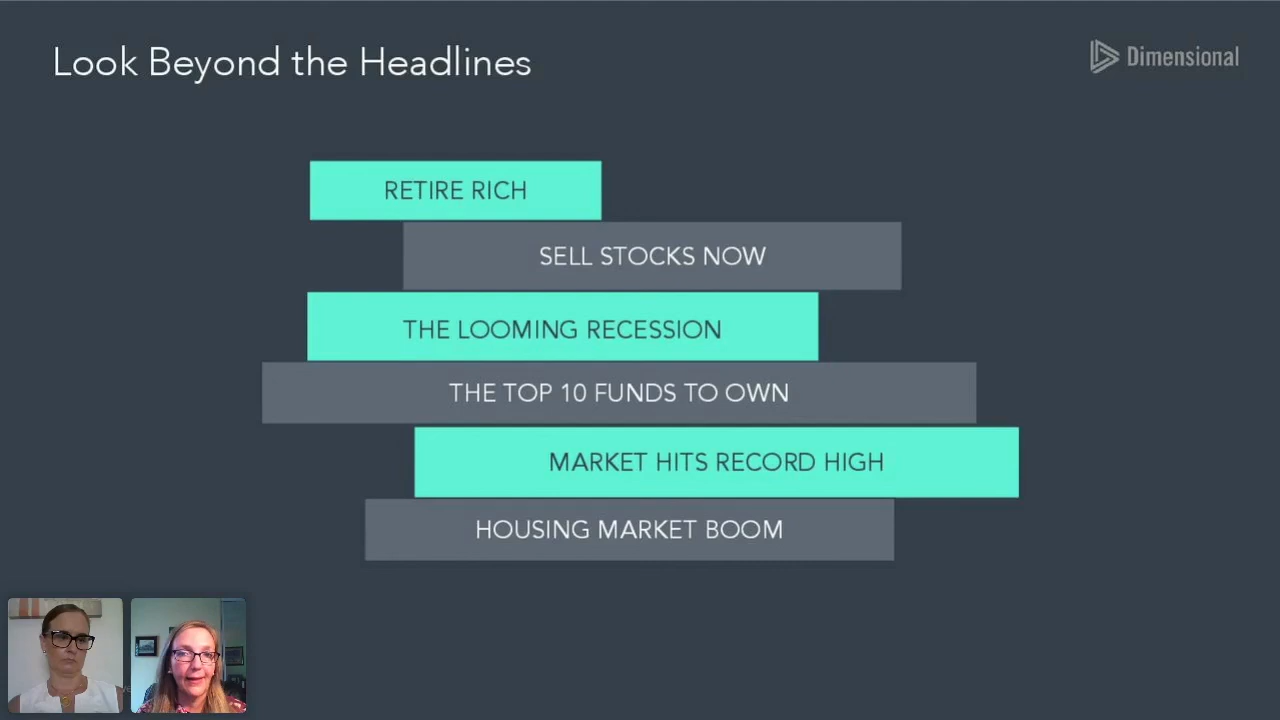 Look Beyond the Headlines
Dimensional
RETIRE RICH
SELL STOCKS NOW
THE LOOMING RECESSION
THE TOP 10 FUNDS TO OWN
MARKET HITS RECORD HIGH
HOUSING MARKET BOOM